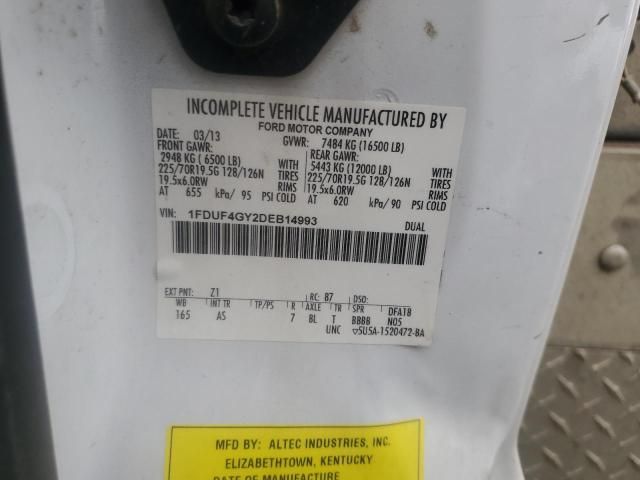 INCOMPLETE VEHICLE MANUFACTURED BY
FORD MOTOR COMPANY
DATE: 03/13 GVWR: 7484 KG (16500 LB)
FRONT GAWR: REAR GAWR:
2948 KG ( 6500 LB) WITH 5443 KG (12000 LB) WITH
225/70R19.5G 128/126N TIRES 225/70R19.5G 128/126N TIRES
19.5x6.0RW RIMS 19.5x6.0RW RIMS
AT 655 kPa/ 95 PSI COLD AT 620 kPa/ 90 PSI COLD
VIN: 1FDUF4GY2DEB14993 DUAL
EXT PNT: Z1 RC: 87 DSO:
WB INT TR TP/PS R AXLE TR SPR DFA18
165 AS 7 BL T BBBB N05
UNC ▽5U5A-1520472-BA
MFD BY: ALTEC INDUSTRIES, INC.
ELIZABETHTOWN, KENTUCKY
DATE OF MANUFACTURE